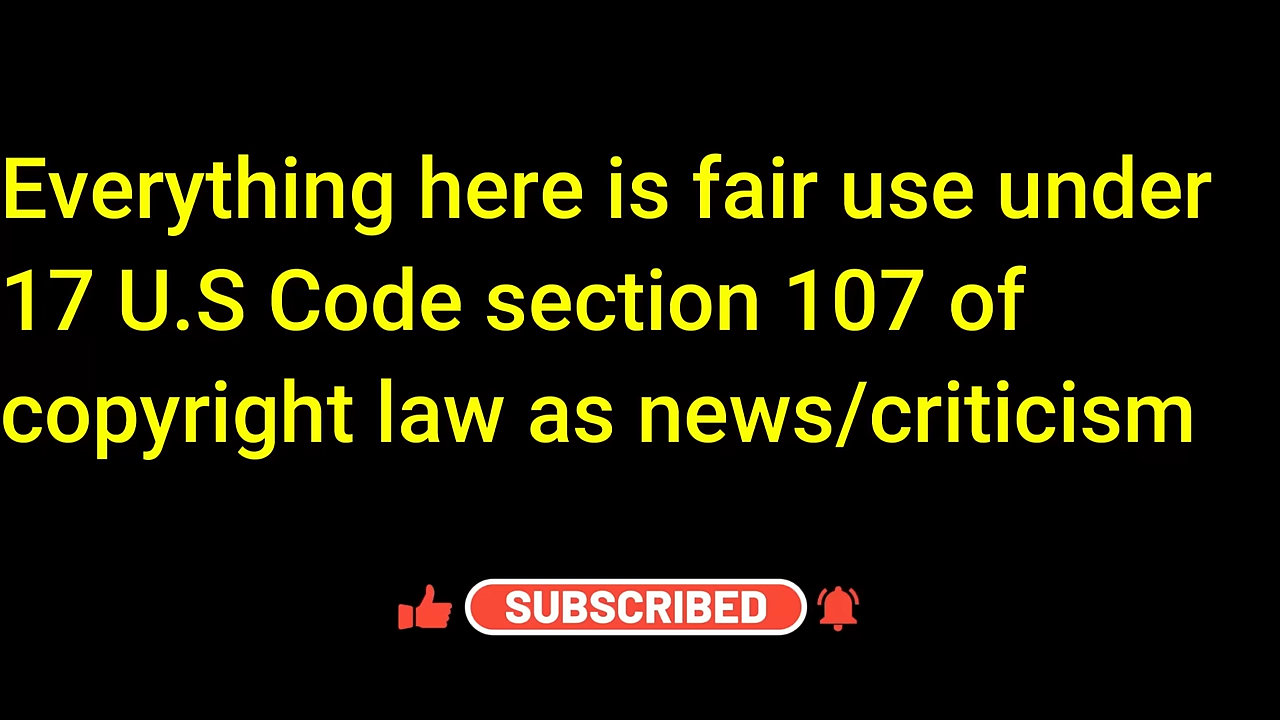 Everything here is fair use under
17 U.S Code section 107 of
copyright law as news/criticism
SUBSCRIBED